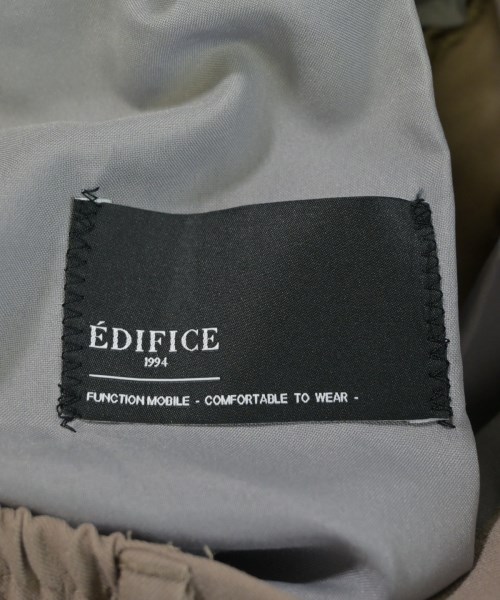 ÉDIFICE
1994
FUNCTION MOBILE - COMFORTABLE TO WEAR -